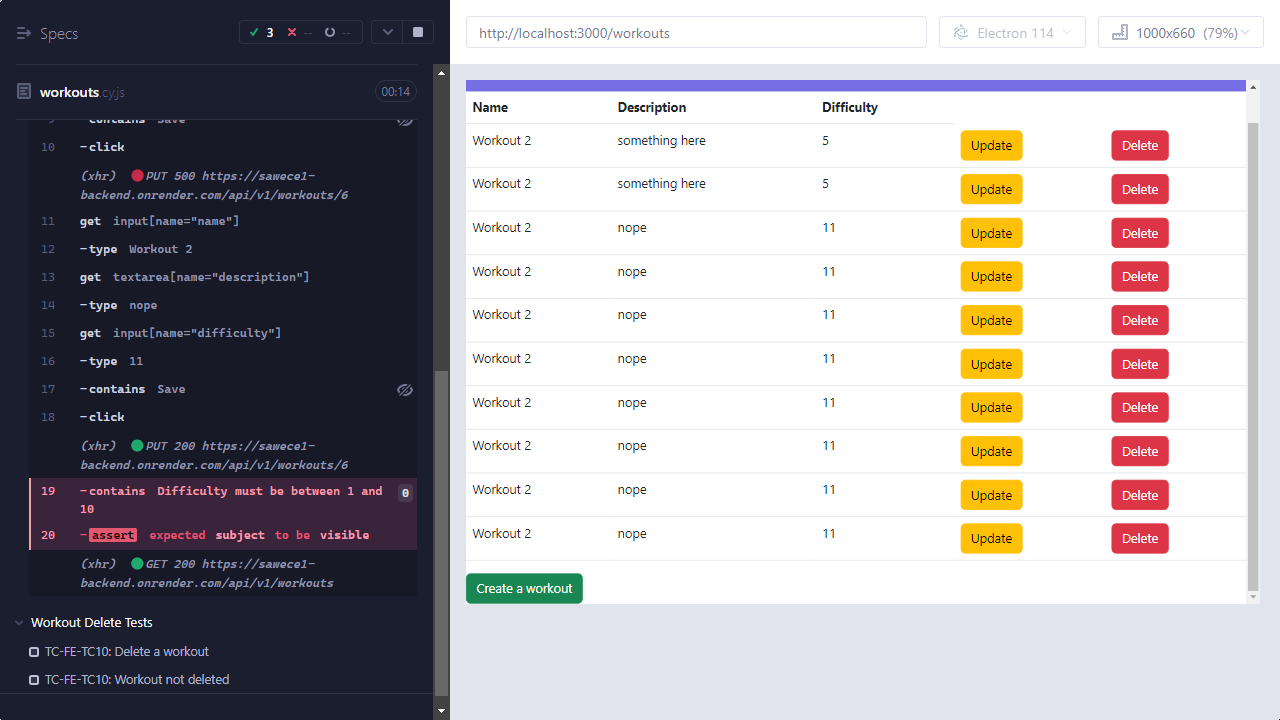 Specs
3 -- --
workouts.cy.js 00:14
9 -contains Save
10 -click
(xhr) PUT 500 https://sawece1-
backend.onrender.com/api/v1/workouts/6
11 get input[name="name"]
12 -type Workout 2
13 get textarea[name="description"]
14 -type nope
15 get input[name="difficulty"]
16 -type 11
17 -contains Save
18 -click
(xhr) PUT 200 https://sawece1-
backend.onrender.com/api/v1/workouts/6
19 -contains Difficulty must be between 1 and
10 0
20 -assert expected subject to be visible
(xhr) GET 200 https://sawece1-
backend.onrender.com/api/v1/workouts
Workout Delete Tests
TC-FE-TC10: Delete a workout
TC-FE-TC10: Workout not deleted
http://localhost:3000/workouts
Electron 114
1000x660 (79%)
Name Description Difficulty
Workout 2 something here 5 Update Delete
Workout 2 something here 5 Update Delete
Workout 2 nope 11 Update Delete
Workout 2 nope 11 Update Delete
Workout 2 nope 11 Update Delete
Workout 2 nope 11 Update Delete
Workout 2 nope 11 Update Delete
Workout 2 nope 11 Update Delete
Workout 2 nope 11 Update Delete
Workout 2 nope 11 Update Delete
Create a workout